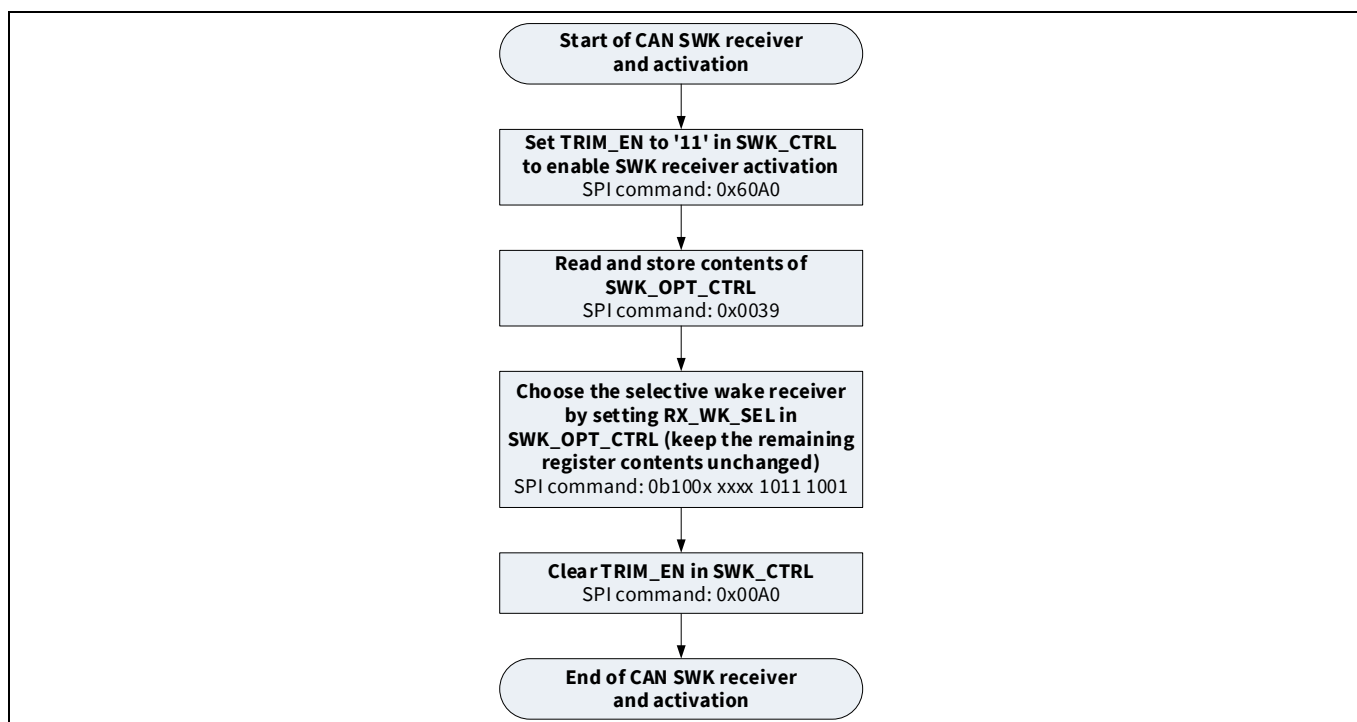 Start of CAN SWK receiver
and activation
Set TRIM_EN to '11' in SWK_CTRL
to enable SWK receiver activation
SPI command: 0x60A0
Read and store contents of
SWK_OPT_CTRL
SPI command: 0x0039
Choose the selective wake receiver
by setting RX_WK_SEL in
SWK_OPT_CTRL (keep the remaining
register contents unchanged)
SPI command: 0b100x xxxx 1011 1001
Clear TRIM_EN in SWK_CTRL
SPI command: 0x00A0
End of CAN SWK receiver
and activation